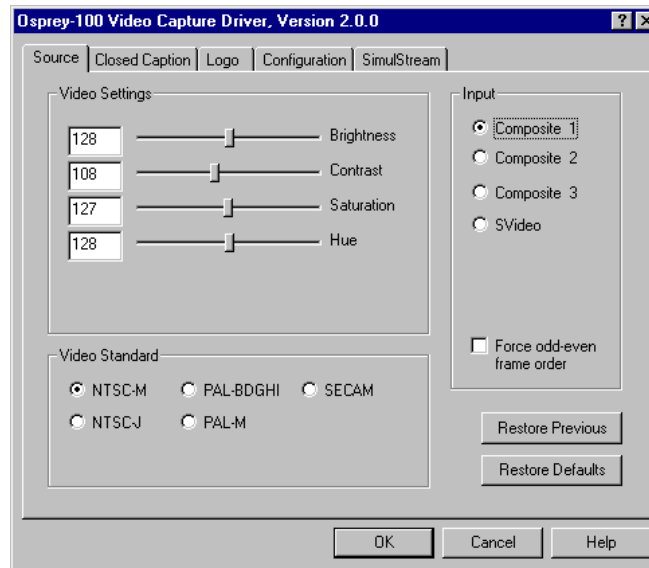 Osprey-100 Video Capture Driver, Version 2.0.0
Source Closed Caption Logo Configuration SimulStream
Video Settings
128 Brightness
108 Contrast
127 Saturation
128 Hue
Input
Composite 1
Composite 2
Composite 3
SVideo
Force odd-even
frame order
Video Standard
NTSC-M PAL-BDGHI SECAM
NTSC-J PAL-M
Restore Previous
Restore Defaults
OK Cancel Help